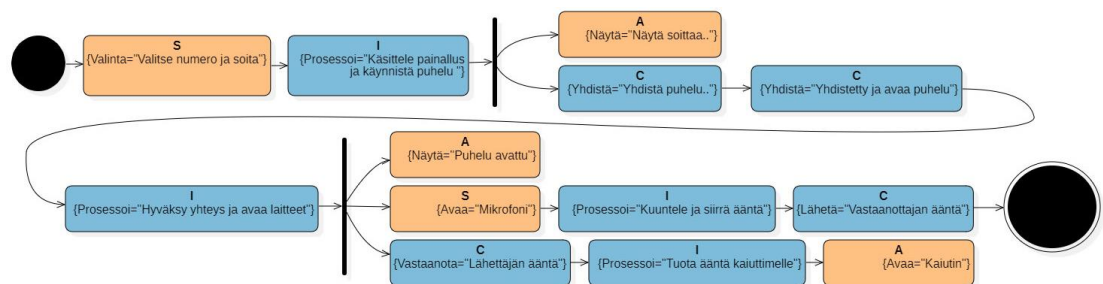 S
{Valinta="Valitse numero ja soita"}
I
{Prosessoi="Käsittele painallus
ja käynnistä puhelu "}
A
{Näytä="Näytä soittaa.."}
C
{Yhdistä="Yhdistä puhelu.."}
C
{Yhdistä="Yhdistetty ja avaa puhelu"}
I
{Prosessoi="Hyväksy yhteys ja avaa laitteet"}
A
{Näytä="Puhelu avattu"}
S
{Avaa="Mikrofoni"}
I
{Prosessoi="Kuuntele ja siirrä ääntä"}
C
{Lähetä="Vastaanottajan ääntä"}
C
{Vastaanota="Lähettäjan ääntä"}
I
{Prosessoi="Tuota ääntä kaiuttimelle"}
A
{Avaa="Kaiutin"}